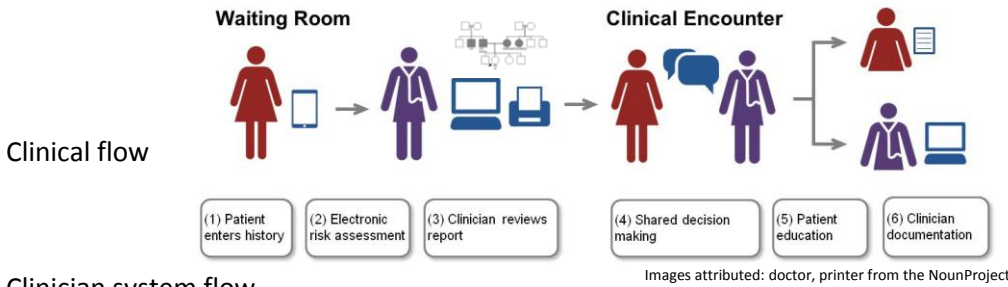 Waiting Room
Clinical Encounter
Clinical flow
(1) Patient
enters history
(2) Electronic
risk assessment
(3) Clinician reviews
report
(4) Shared decision
making
(5) Patient
education
(6) Clinician
documentation
Images attributed: doctor, printer from the NounProject
Clinician system flow